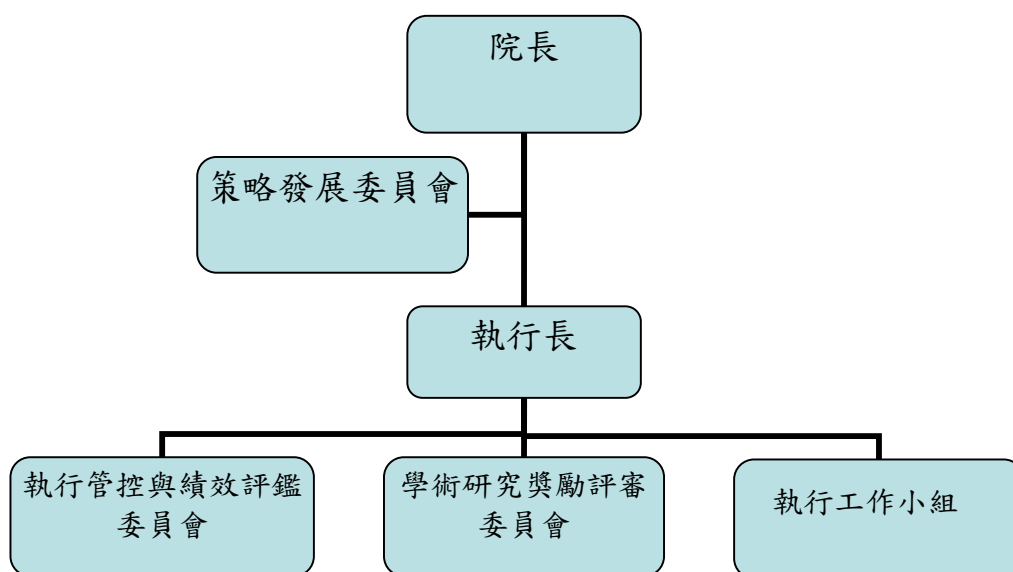 院長
策略發展委員會
執行長
執行管控與績效評鑑
委員會
學術研究獎勵評審
委員會
執行工作小組